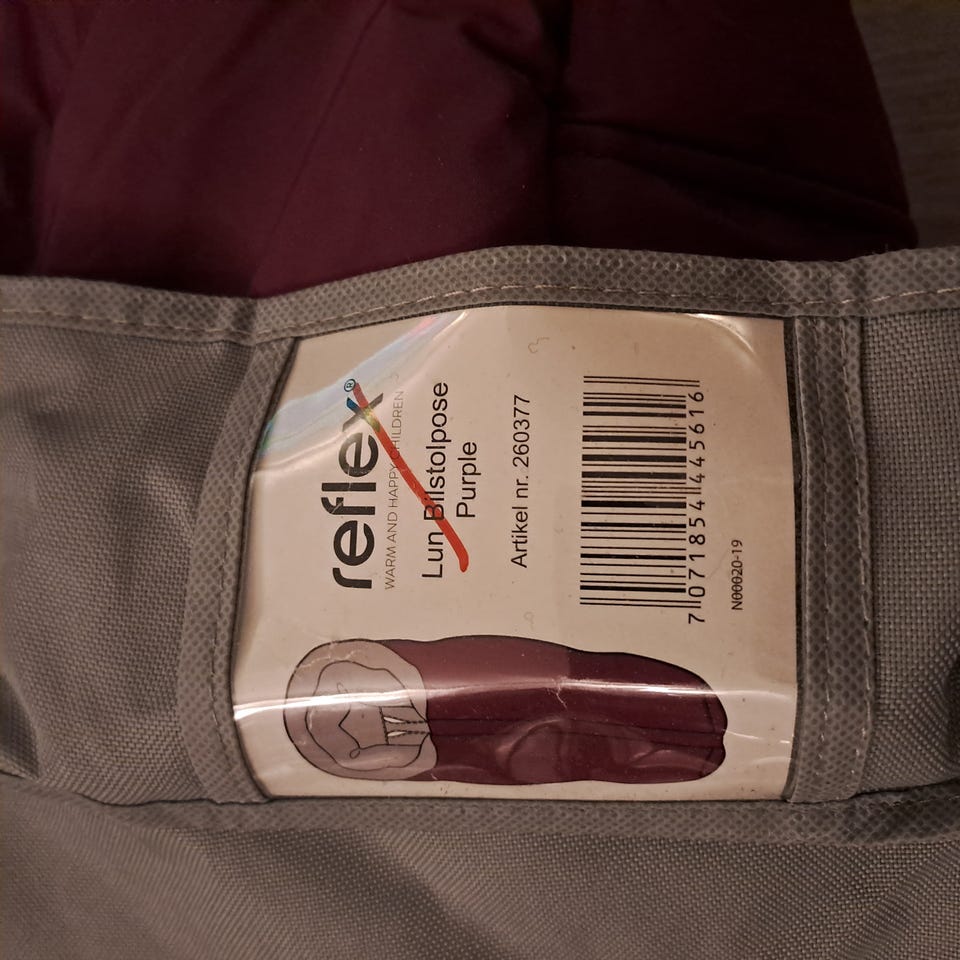 reflex®
WARM AND HAPPY CHILDREN
Lun Bilstolpose
Purple
Artikel nr. 260377
7 071854 445616
N00020-19